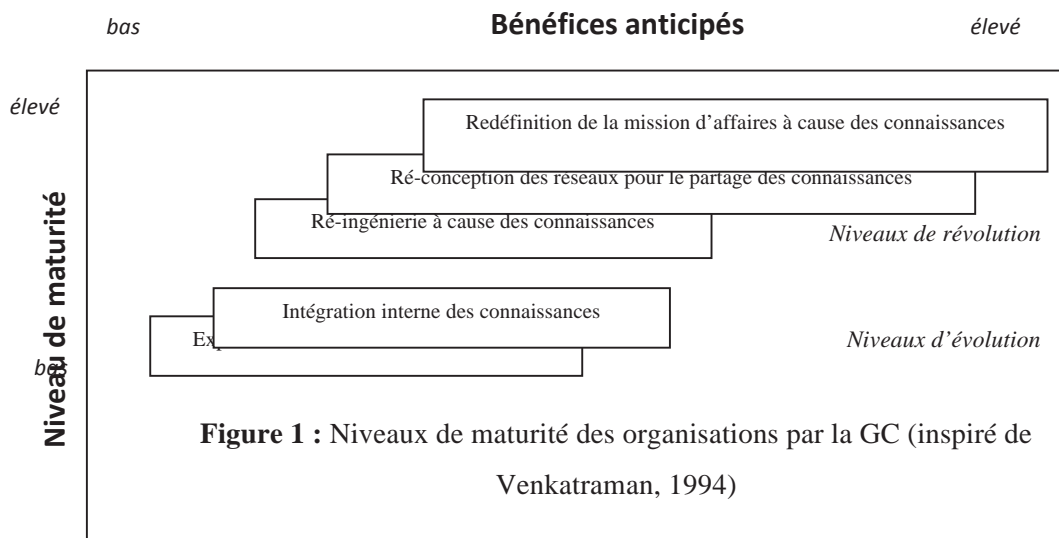 bas
Bénéfices anticipés
élevé
élevé
Redéfinition de la mission d'affaires à cause des connaissances
Ré-conception des réseaux pour le partage des connaissances
Ré-ingénierie à cause des connaissances
Niveaux de révolution
Intégration interne des connaissances
Niveaux d'évolution
bas
Niveau de maturité
Figure 1 : Niveaux de maturité des organisations par la GC (inspiré de
Venkatraman, 1994)